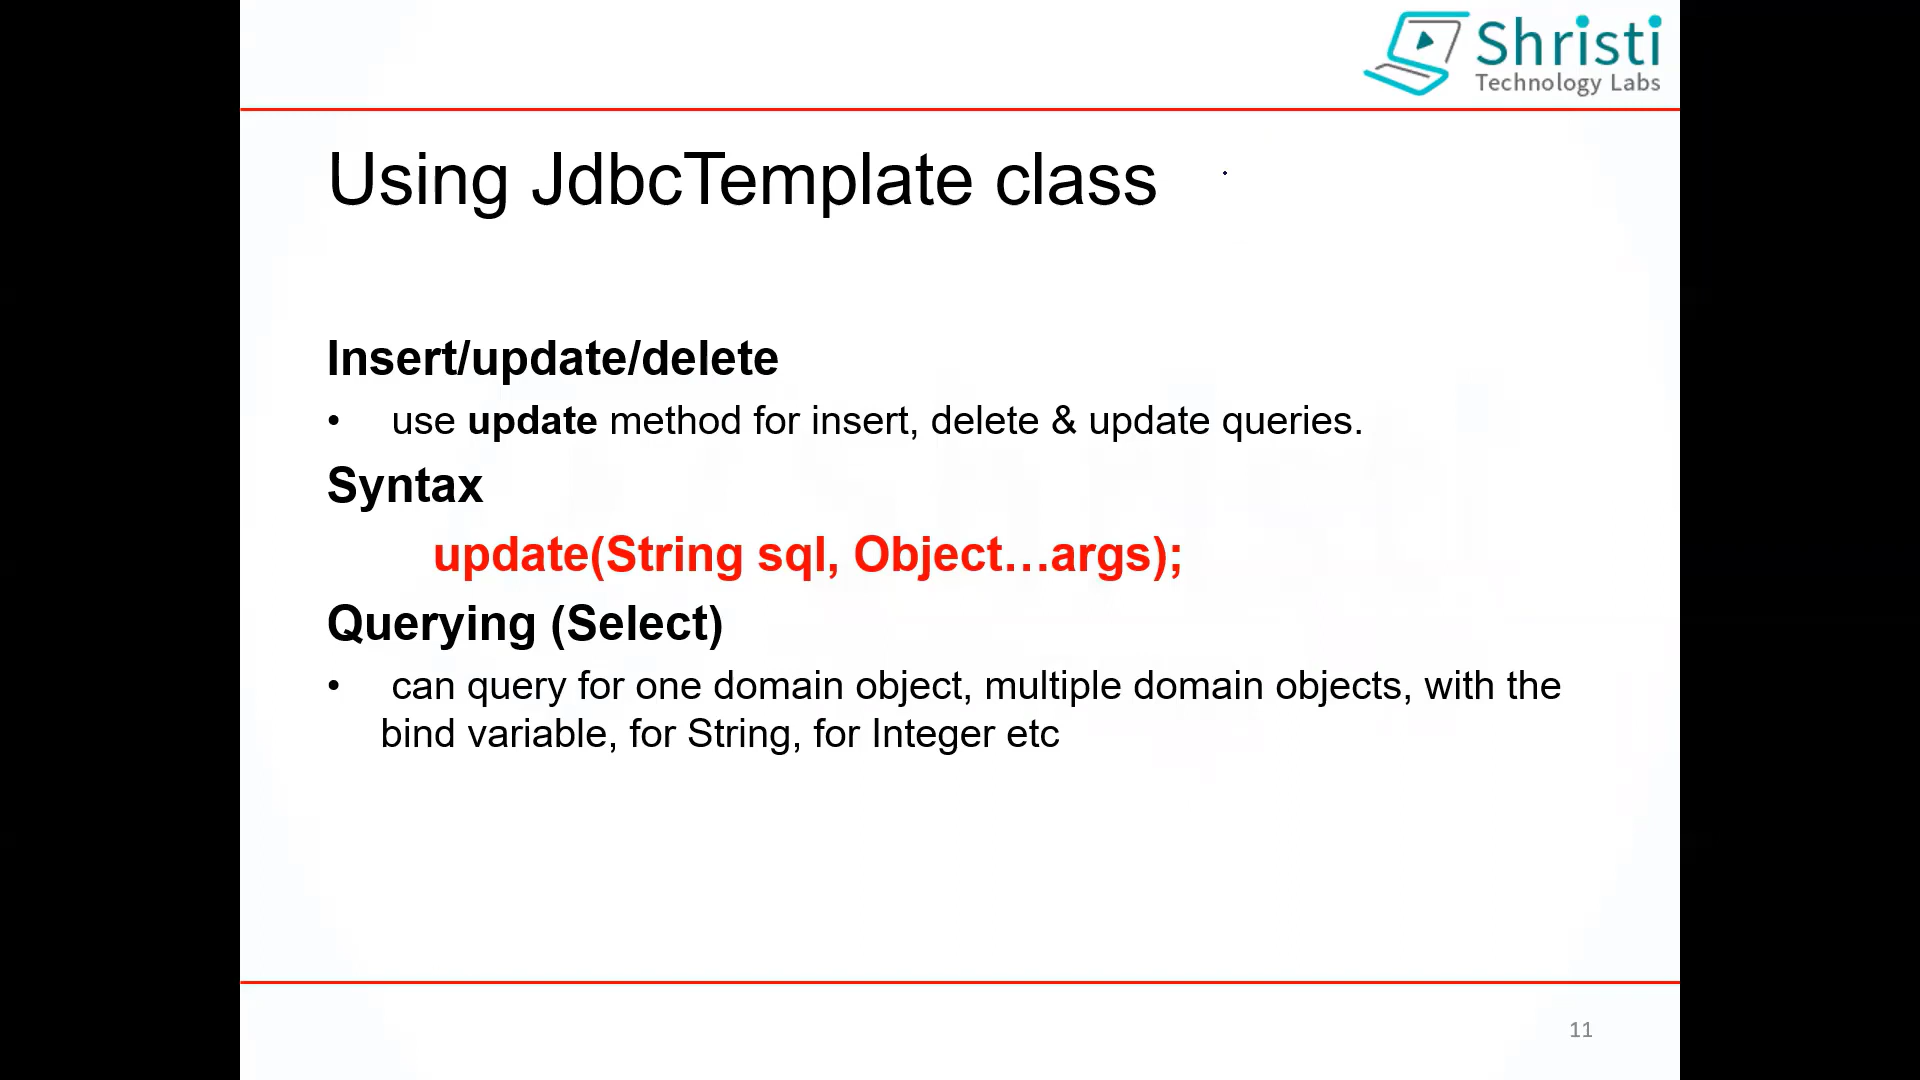 Shristi
Technology Labs
Using JdbcTemplate class
Insert/update/delete
• use update method for insert, delete & update queries.
Syntax
update(String sql, Object…args);
Querying (Select)
• can query for one domain object, multiple domain objects, with the
bind variable, for String, for Integer etc
11